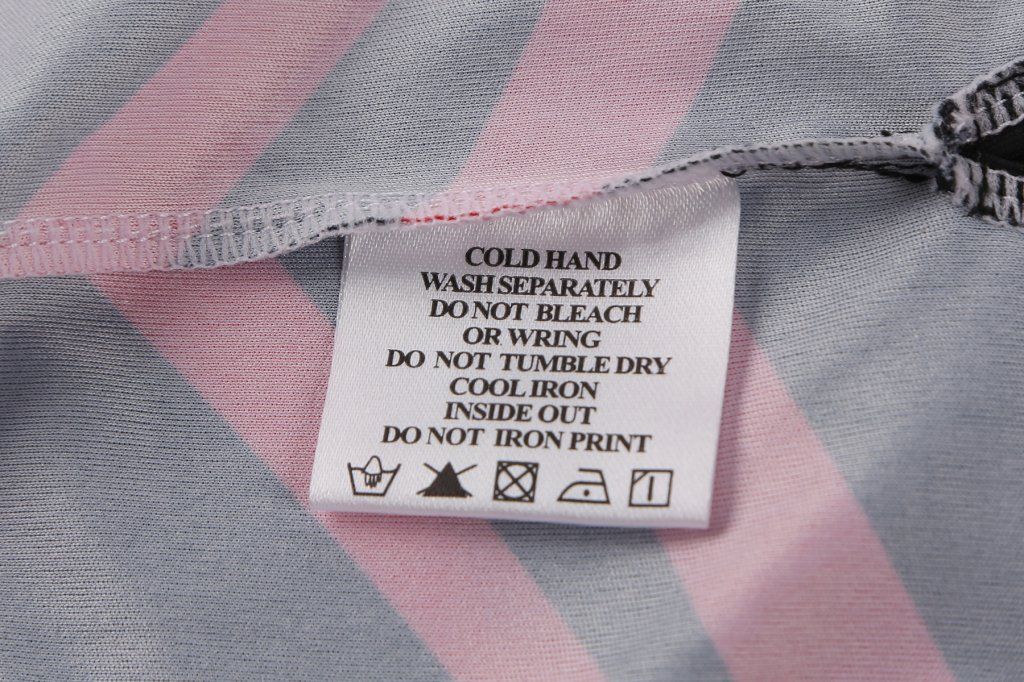 COLD HAND
WASH SEPARATELY
DO NOT BLEACH
OR WRING
DO NOT TUMBLE DRY
COOL IRON
INSIDE OUT
DO NOT IRON PRINT